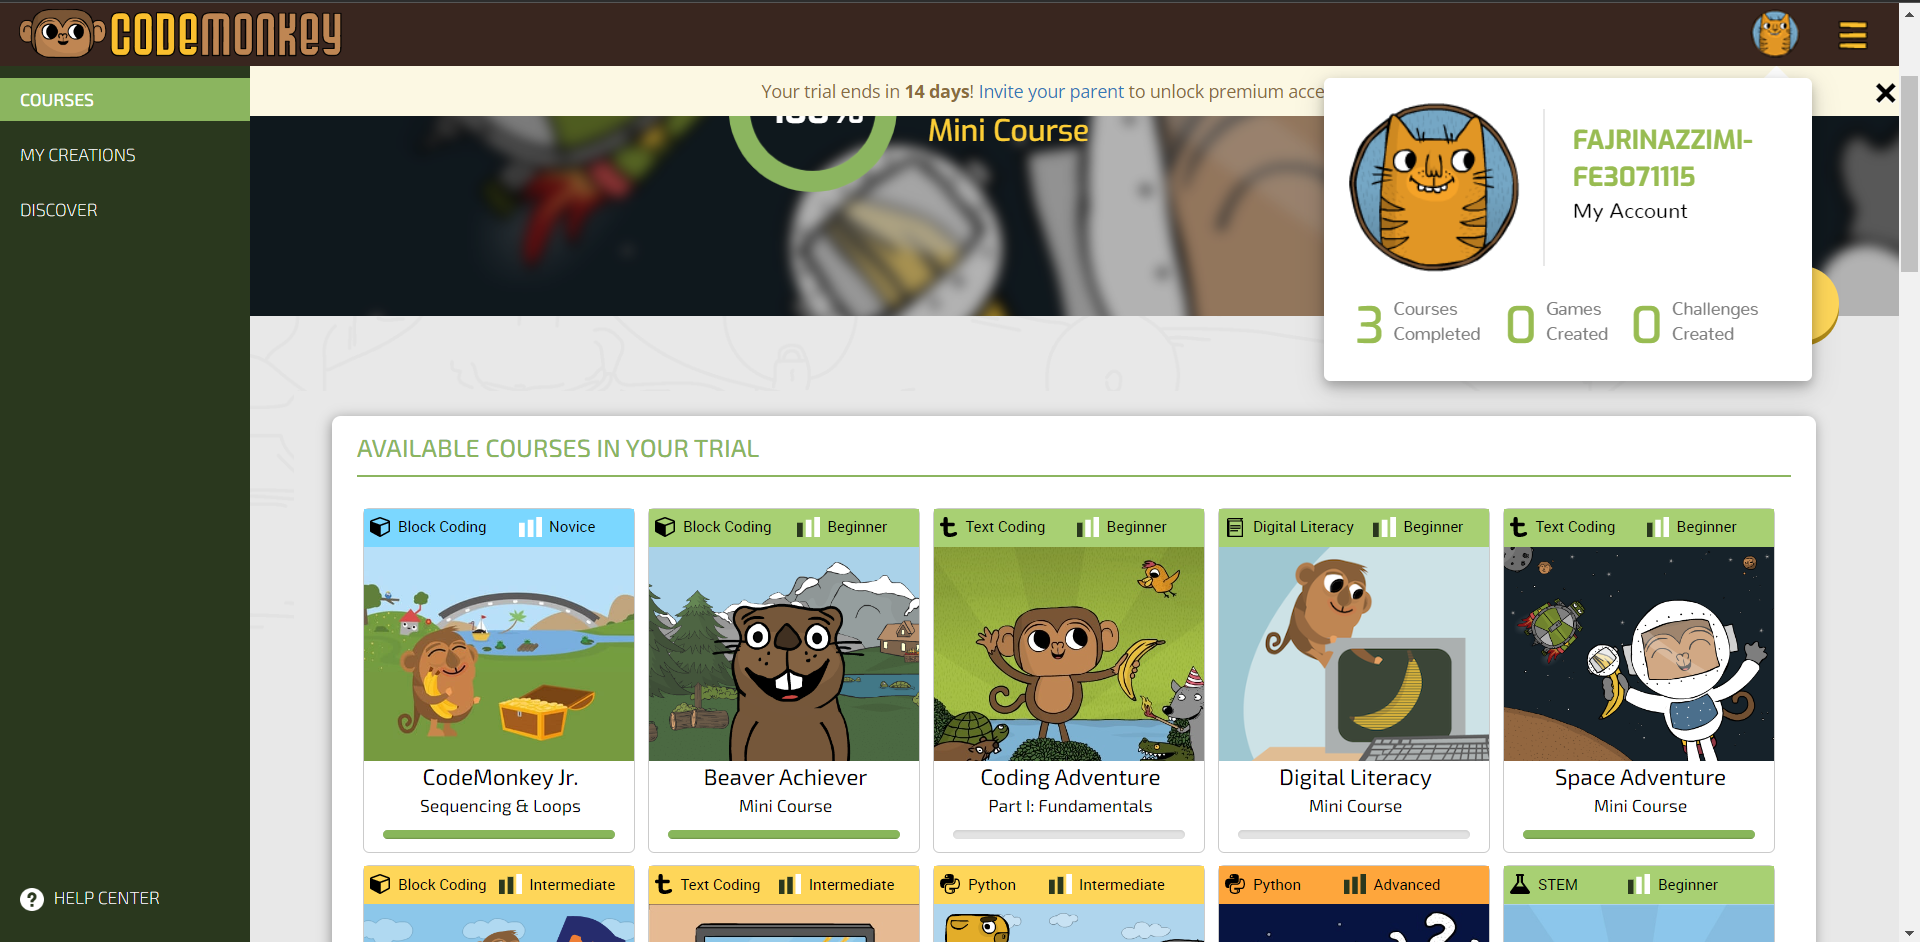 CODEMONKEY
COURSES
MY CREATIONS
DISCOVER
HELP CENTER
Your trial ends in 14 days! Invite your parent to unlock premium acce
Mini Course
FAJRINAZZIMI-
FE3071115
My Account
3 Courses Completed
0 Games Created
0 Challenges Created
AVAILABLE COURSES IN YOUR TRIAL
Block Coding Novice
CodeMonkey Jr.
Sequencing & Loops
Block Coding Beginner
Beaver Achiever
Mini Course
Text Coding Beginner
Coding Adventure
Part I: Fundamentals
Digital Literacy Beginner
Digital Literacy
Mini Course
Text Coding Beginner
Space Adventure
Mini Course
Block Coding Intermediate
Text Coding Intermediate
Python Intermediate
Python Advanced
STEM Beginner